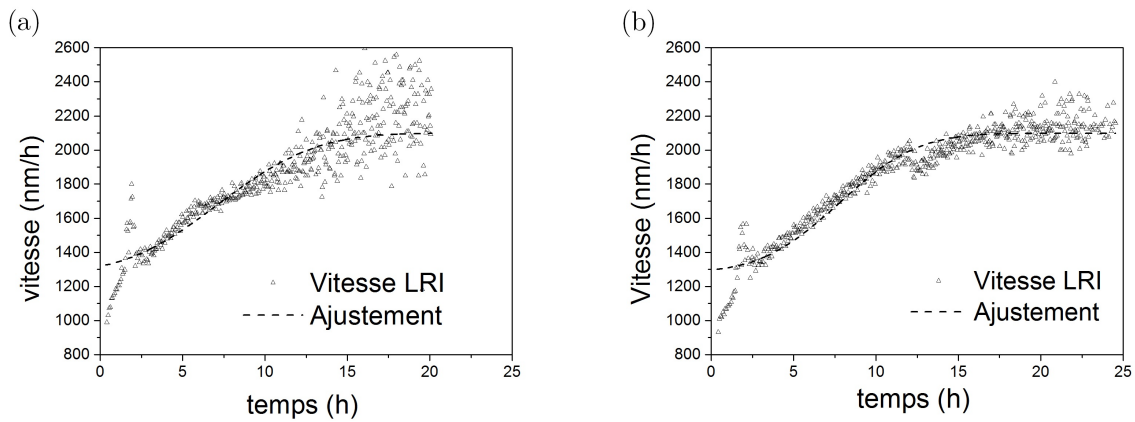 (a)
2600
2400
2200
2000
1800
1600
1400
1200
1000
800
vitesse (nm/h)
Vitesse LRI
Ajustement
0 5 10 15 20 25
temps (h)
(b)
2600
2400
2200
2000
1800
1600
1400
1200
1000
800
Vitesse (nm/h)
Vitesse LRI
Ajustement
0 5 10 15 20 25
temps (h)